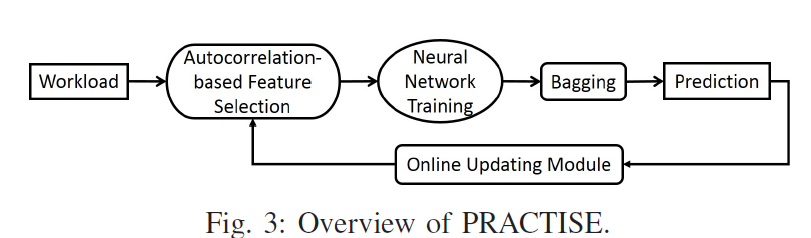 Workload
Autocorrelation-
based Feature
Selection
Neural
Network
Training
Bagging
Prediction
Online Updating Module
Fig. 3: Overview of PRACTISE.